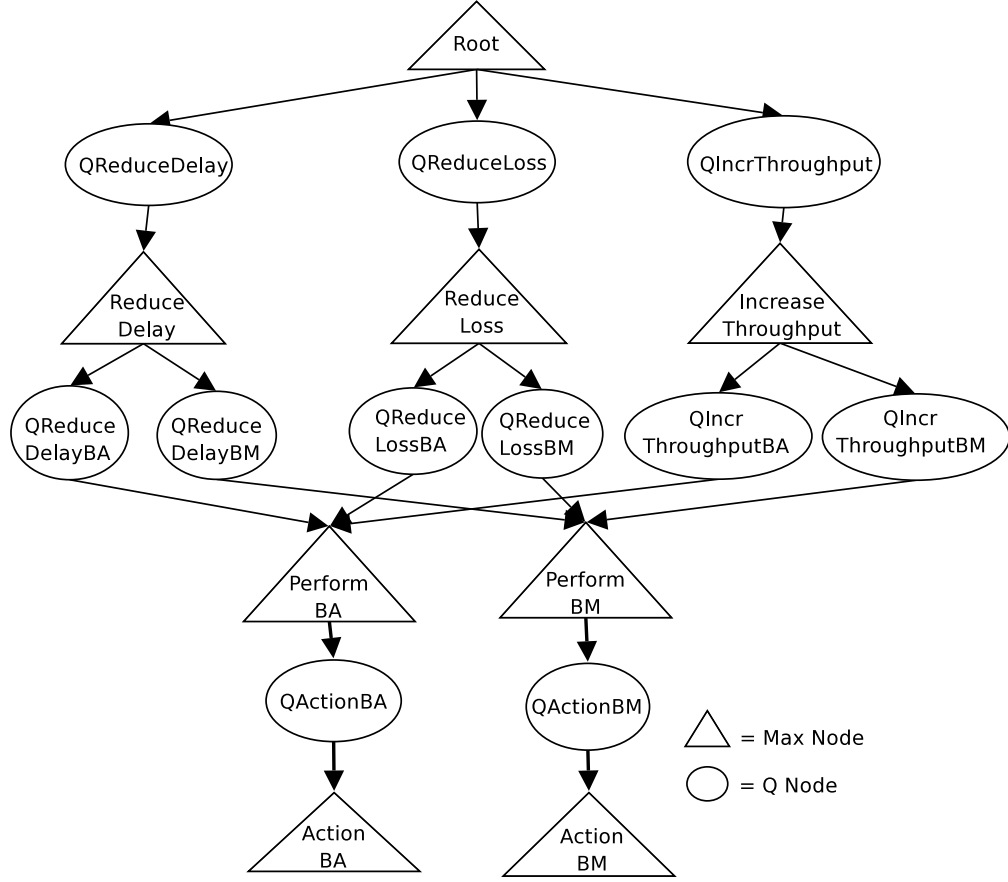 Root
QReduceDelay
QReduceLoss
QIncrThroughput
Reduce
Delay
Reduce
Loss
Increase
Throughput
QReduce
DelayBA
QReduce
DelayBM
QReduce
LossBA
QReduce
LossBM
QIncr
ThroughputBA
QIncr
ThroughputBM
Perform
BA
Perform
BM
QActionBA
QActionBM
= Max Node
= Q Node
Action
BA
Action
BM